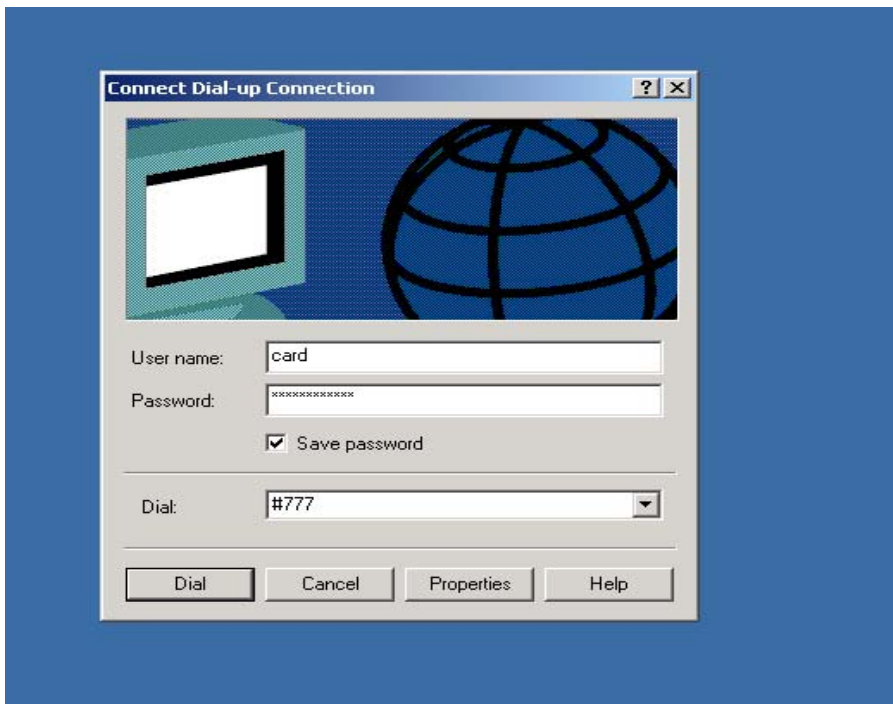 Connect Dial-up Connection
User name: card
Password: ************
Save password
Dial: #777
Dial Cancel Properties Help